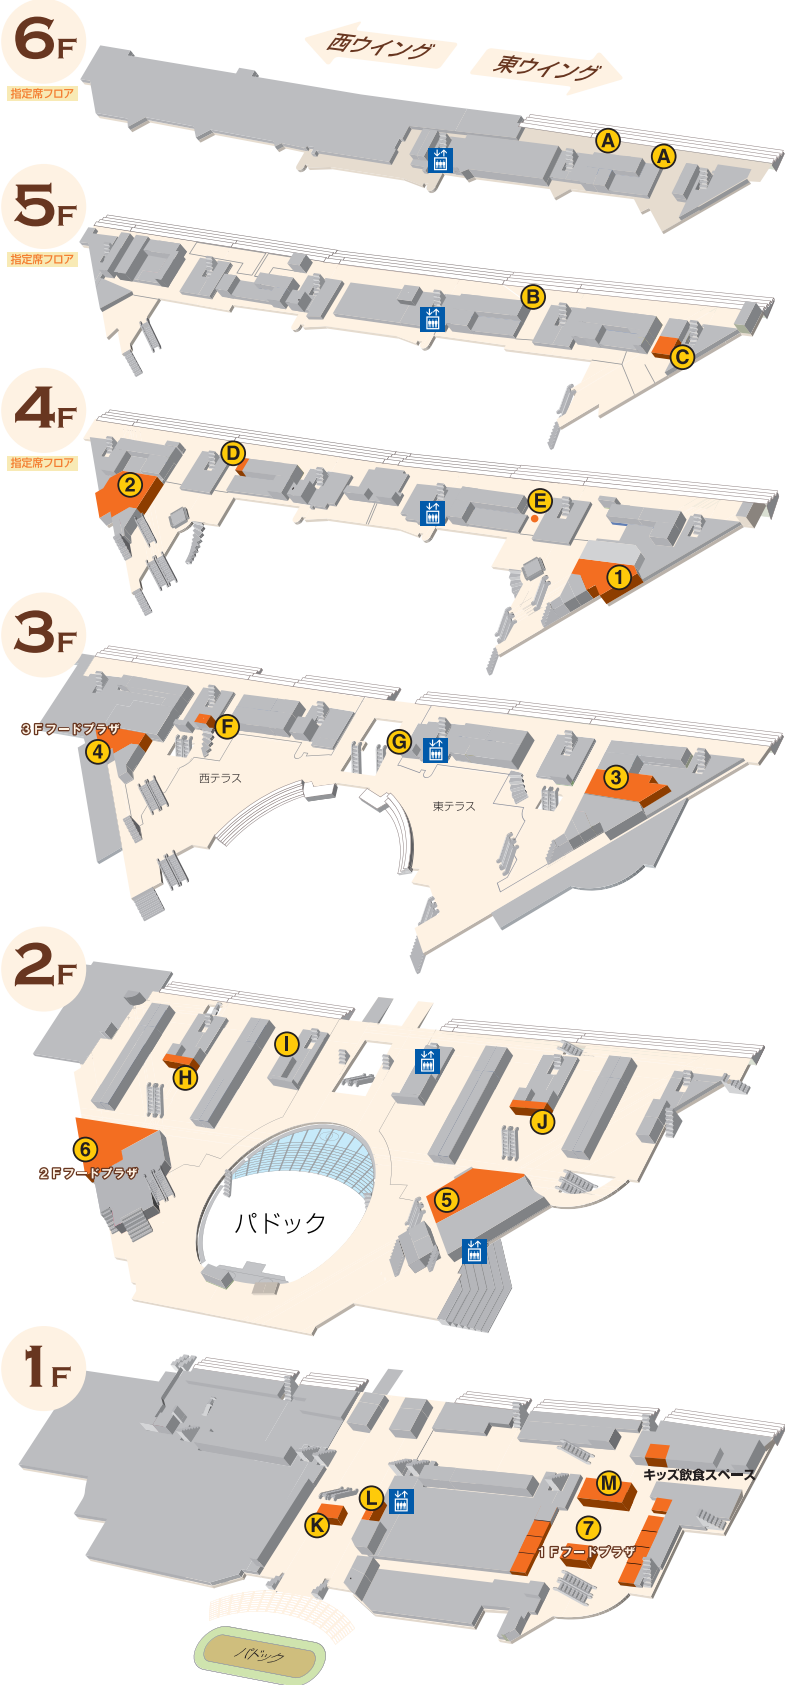 6F
指定席フロア
西ウイング
東ウイング
A
A
5F
指定席フロア
B
C
4F
指定席フロア
D
2
E
1
3F
3Fフードプラザ
4
F
G
西テラス
東テラス
3
2F
I
H
J
6
2Fフードプラザ
5
パドック
1F
キッズ飲食スペース
M
L
K
7
1Fフードプラザ
パドック